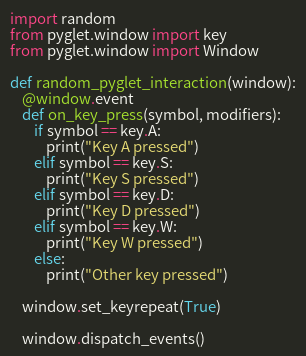 import random
from pyglet.window import key
from pyglet.window import Window

def random_pyglet_interaction(window):
    @window.event
    def on_key_press(symbol, modifiers):
        if symbol == key.A:
            print("Key A pressed")
        elif symbol == key.S:
            print("Key S pressed")
        elif symbol == key.D:
            print("Key D pressed")
        elif symbol == key.W:
            print("Key W pressed")
        else:
            print("Other key pressed")

    window.set_keyrepeat(True)

    window.dispatch_events()